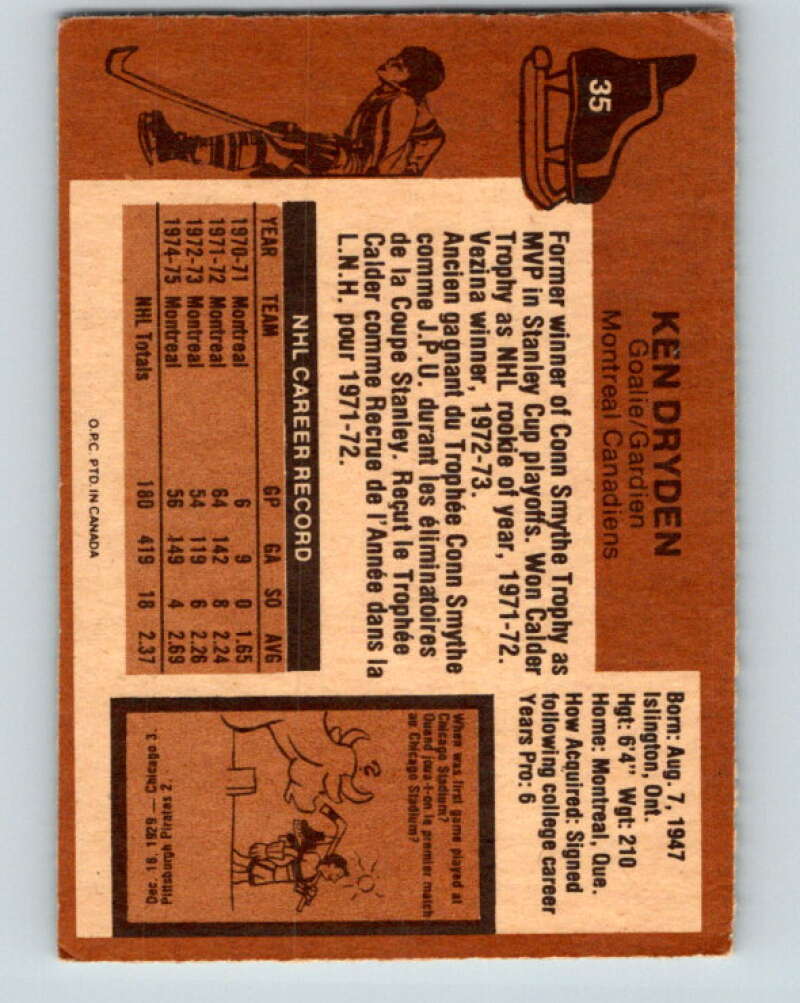 35
KEN DRYDEN
Goalie/Gardien
Montreal Canadiens
Born: Aug. 7, 1947
Islington, Ont.
Hgt: 6'4" Wgt: 210
Home: Montreal, Que.
How Acquired: Signed
following college career
Years Pro: 6
Former winner of Conn Smythe Trophy as
MVP in Stanley Cup playoffs. Won Calder
Trophy as NHL rookie of year, 1971-72.
Vezina winner, 1972-73.
Ancien gagnant du Trophée Conn Smythe
comme J.P.U. durant les éliminatoires
de la Coupe Stanley. Reçut le Trophée
Calder comme Recrue de l'Année dans la
L.N.H. pour 1971-72.
NHL CAREER RECORD
YEAR TEAM GP GA SO AVG
1970-71 Montreal 6 9 0 1.65
1971-72 Montreal 64 142 8 2.24
1972-73 Montreal 54 119 6 2.26
1974-75 Montreal 56 149 4 2.69
NHL Totals 180 419 18 2.37
When was first game played at
Chicago Stadium?
Quand joua-t-on le premier match
au Chicago Stadium?
?
Dec. 16, 1929 — Chicago 3,
Pittsburgh Pirates 2.
O.P.C. PTD. IN CANADA